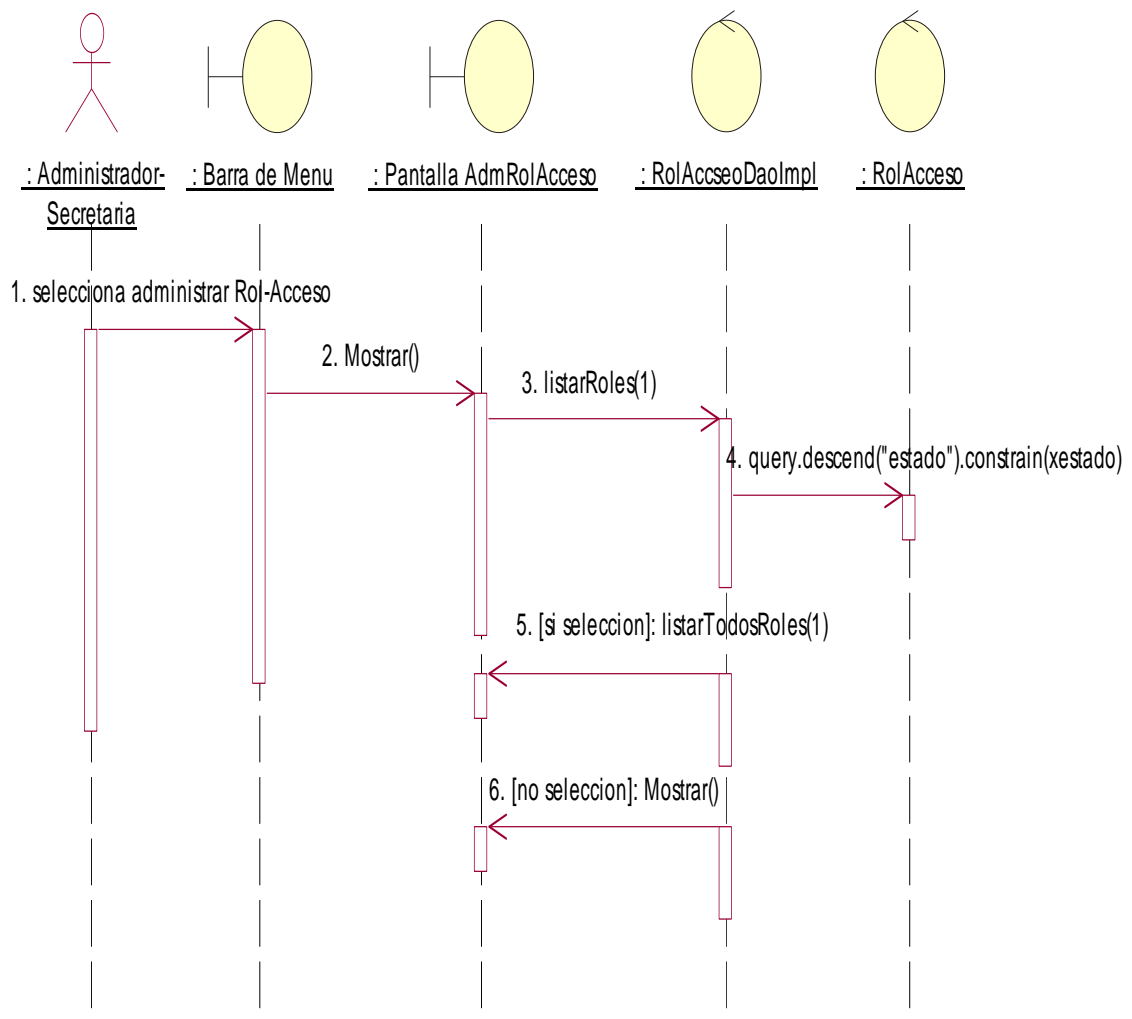 : Administrador-
Secretaria
: Barra de Menu
: Pantalla AdmRolAcceso
: RolAccseoDaoImpl
: RolAcceso
1. selecciona administrar Rol-Acceso
2. Mostrar()
3. listarRoles(1)
4. query.descend("estado").constrain(xestado)
5. [si seleccion]: listarTodosRoles(1)
6. [no seleccion]: Mostrar()